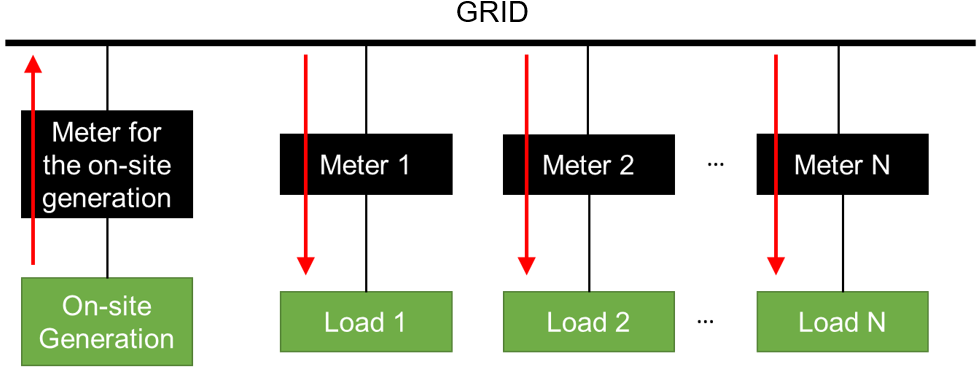 GRID
Meter for
the on-site
generation
Meter 1
Meter 2
...
Meter N
On-site
Generation
Load 1
Load 2
...
Load N